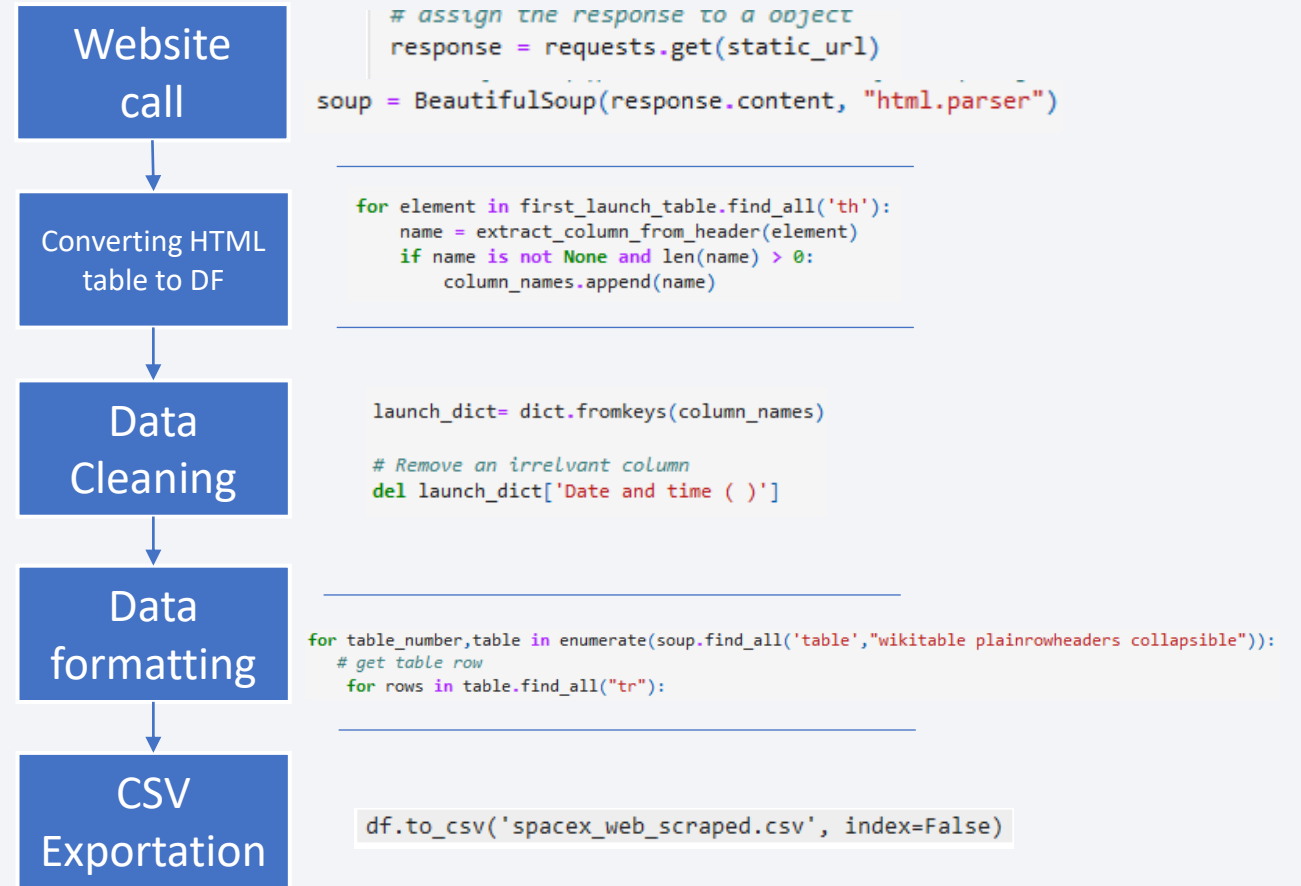 Website
call
# assign the response to a object
response = requests.get(static_url)
soup = BeautifulSoup(response.content, "html.parser")
Converting HTML
table to DF
for element in first_launch_table.find_all('th'):
    name = extract_column_from_header(element)
    if name is not None and len(name) > 0:
        column_names.append(name)
Data
Cleaning
launch_dict= dict.fromkeys(column_names)
# Remove an irrelvant column
del launch_dict['Date and time ( )']
Data
formatting
for table_number,table in enumerate(soup.find_all('table',"wikitable plainrowheaders collapsible")):
   # get table row
    for rows in table.find_all("tr"):
CSV
Exportation
df.to_csv('spacex_web_scraped.csv', index=False)